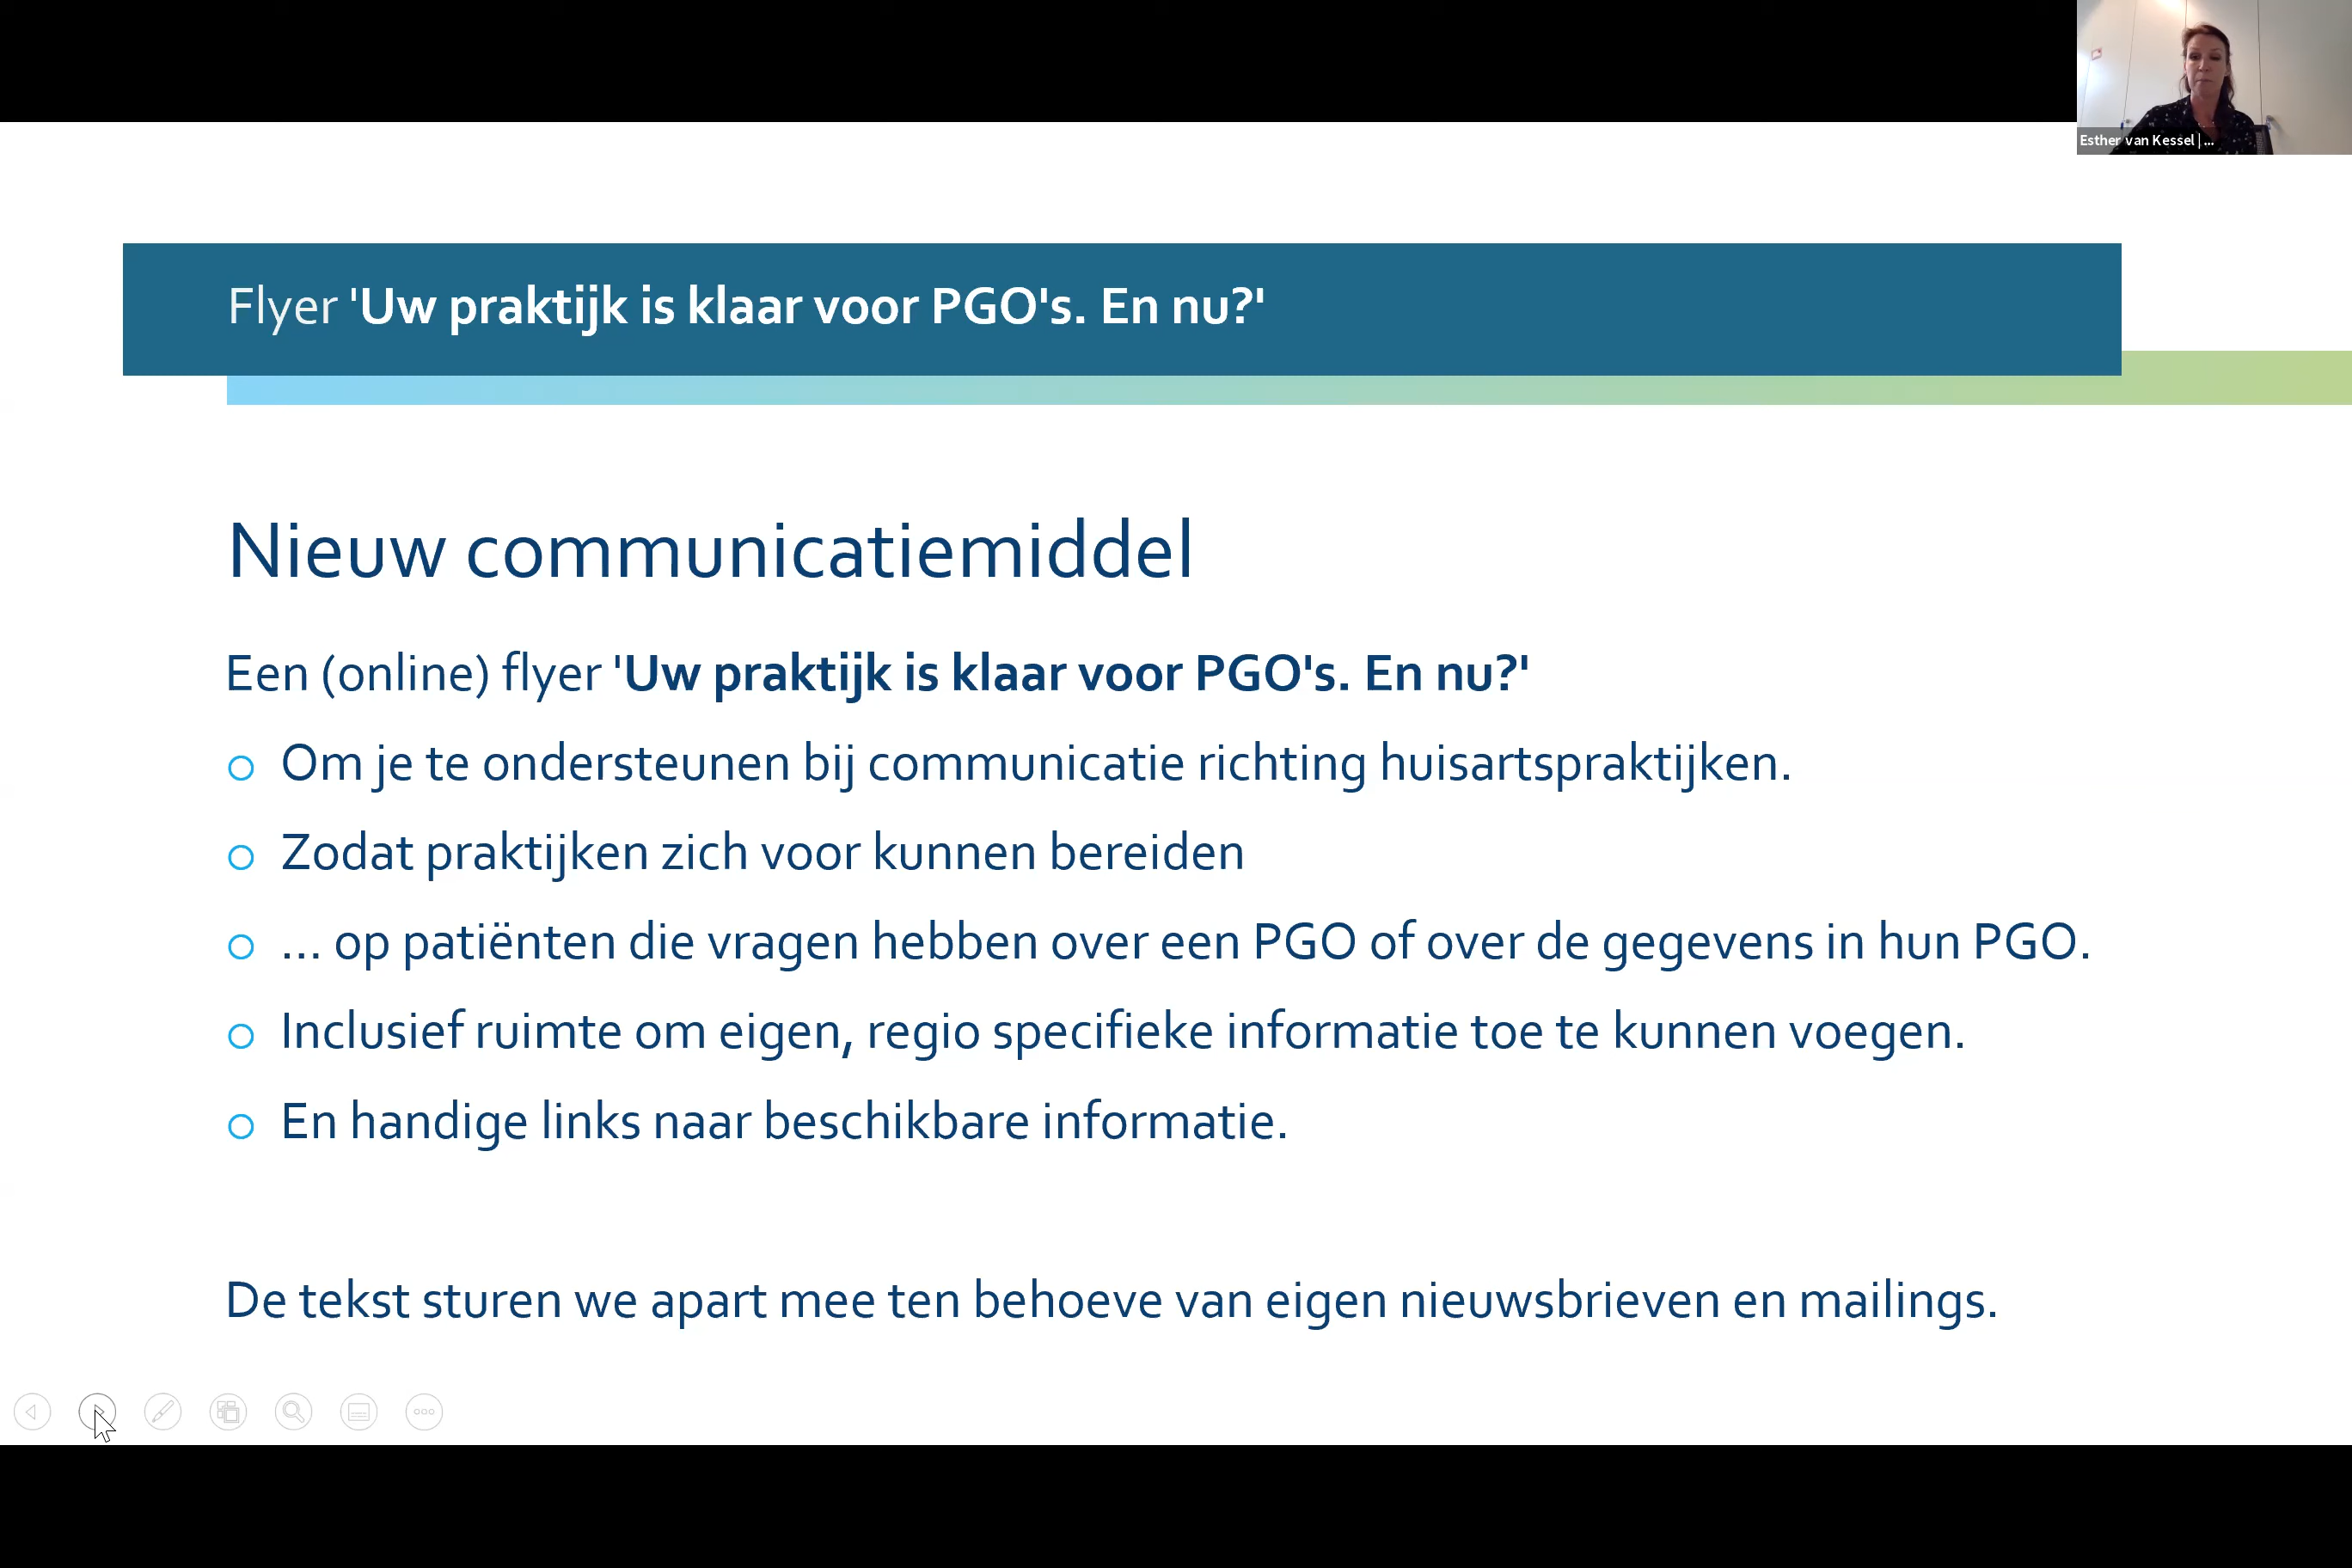 Esther van Kessel | ...
Flyer 'Uw praktijk is klaar voor PGO's. En nu?'
Nieuw communicatiemiddel
Een (online) flyer 'Uw praktijk is klaar voor PGO's. En nu?'
Om je te ondersteunen bij communicatie richting huisartspraktijken.
Zodat praktijken zich voor kunnen bereiden
... op patiënten die vragen hebben over een PGO of over de gegevens in hun PGO.
Inclusief ruimte om eigen, regio specifieke informatie toe te kunnen voegen.
En handige links naar beschikbare informatie.
De tekst sturen we apart mee ten behoeve van eigen nieuwsbrieven en mailings.